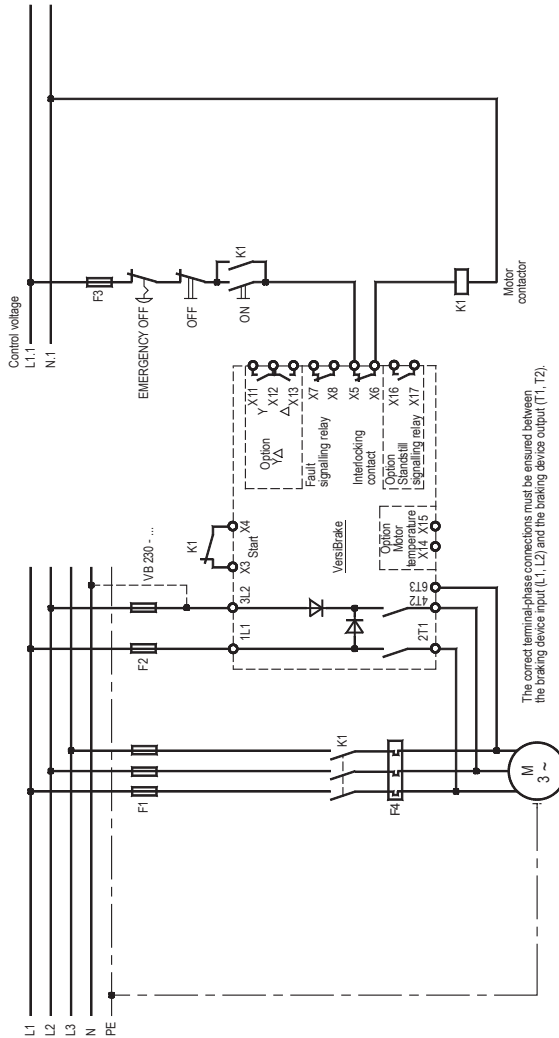 Control voltage
L1.1
N.1
L1
L2
L3
N
PE
F3
EMERGENCY OFF
OFF
ON
K1
K1
Motor
contactor
VB 230 - ...
F1
F2
K1
F4
M
3 ~
1L1
3L2
K1
X3
X4
Start
VersiBrake
2T1
4T2
6T3
Option
Motor
temperature
X14
X15
Option
Y△
X11
Y
X12
△
X13
Fault
signalling relay
X7
X8
Interlocking
contact
X5
X6
Option
Standstill
signalling relay
X16
X17
The correct terminal-phase connections must be ensured between
the braking device input (L1, L2) and the braking device output (T1, T2).